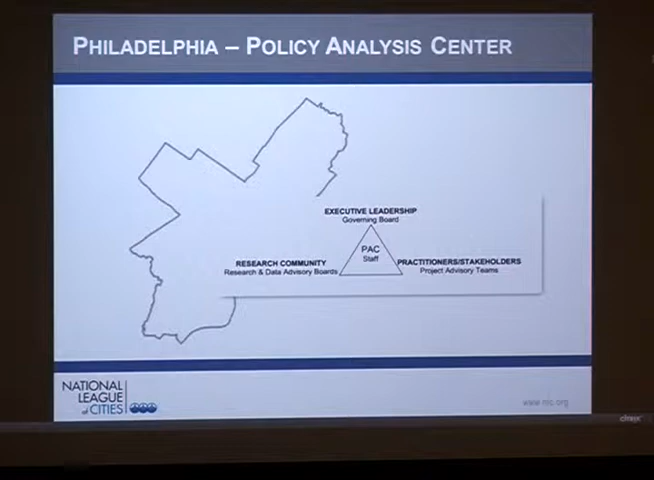 PHILADELPHIA – POLICY ANALYSIS CENTER
EXECUTIVE LEADERSHIP
Governing Board
PAC
Staff
RESEARCH COMMUNITY
Research & Data Advisory Boards
PRACTITIONERS/STAKEHOLDERS
Project Advisory Teams
NATIONAL
LEAGUE
of CITIES
www.nlc.org